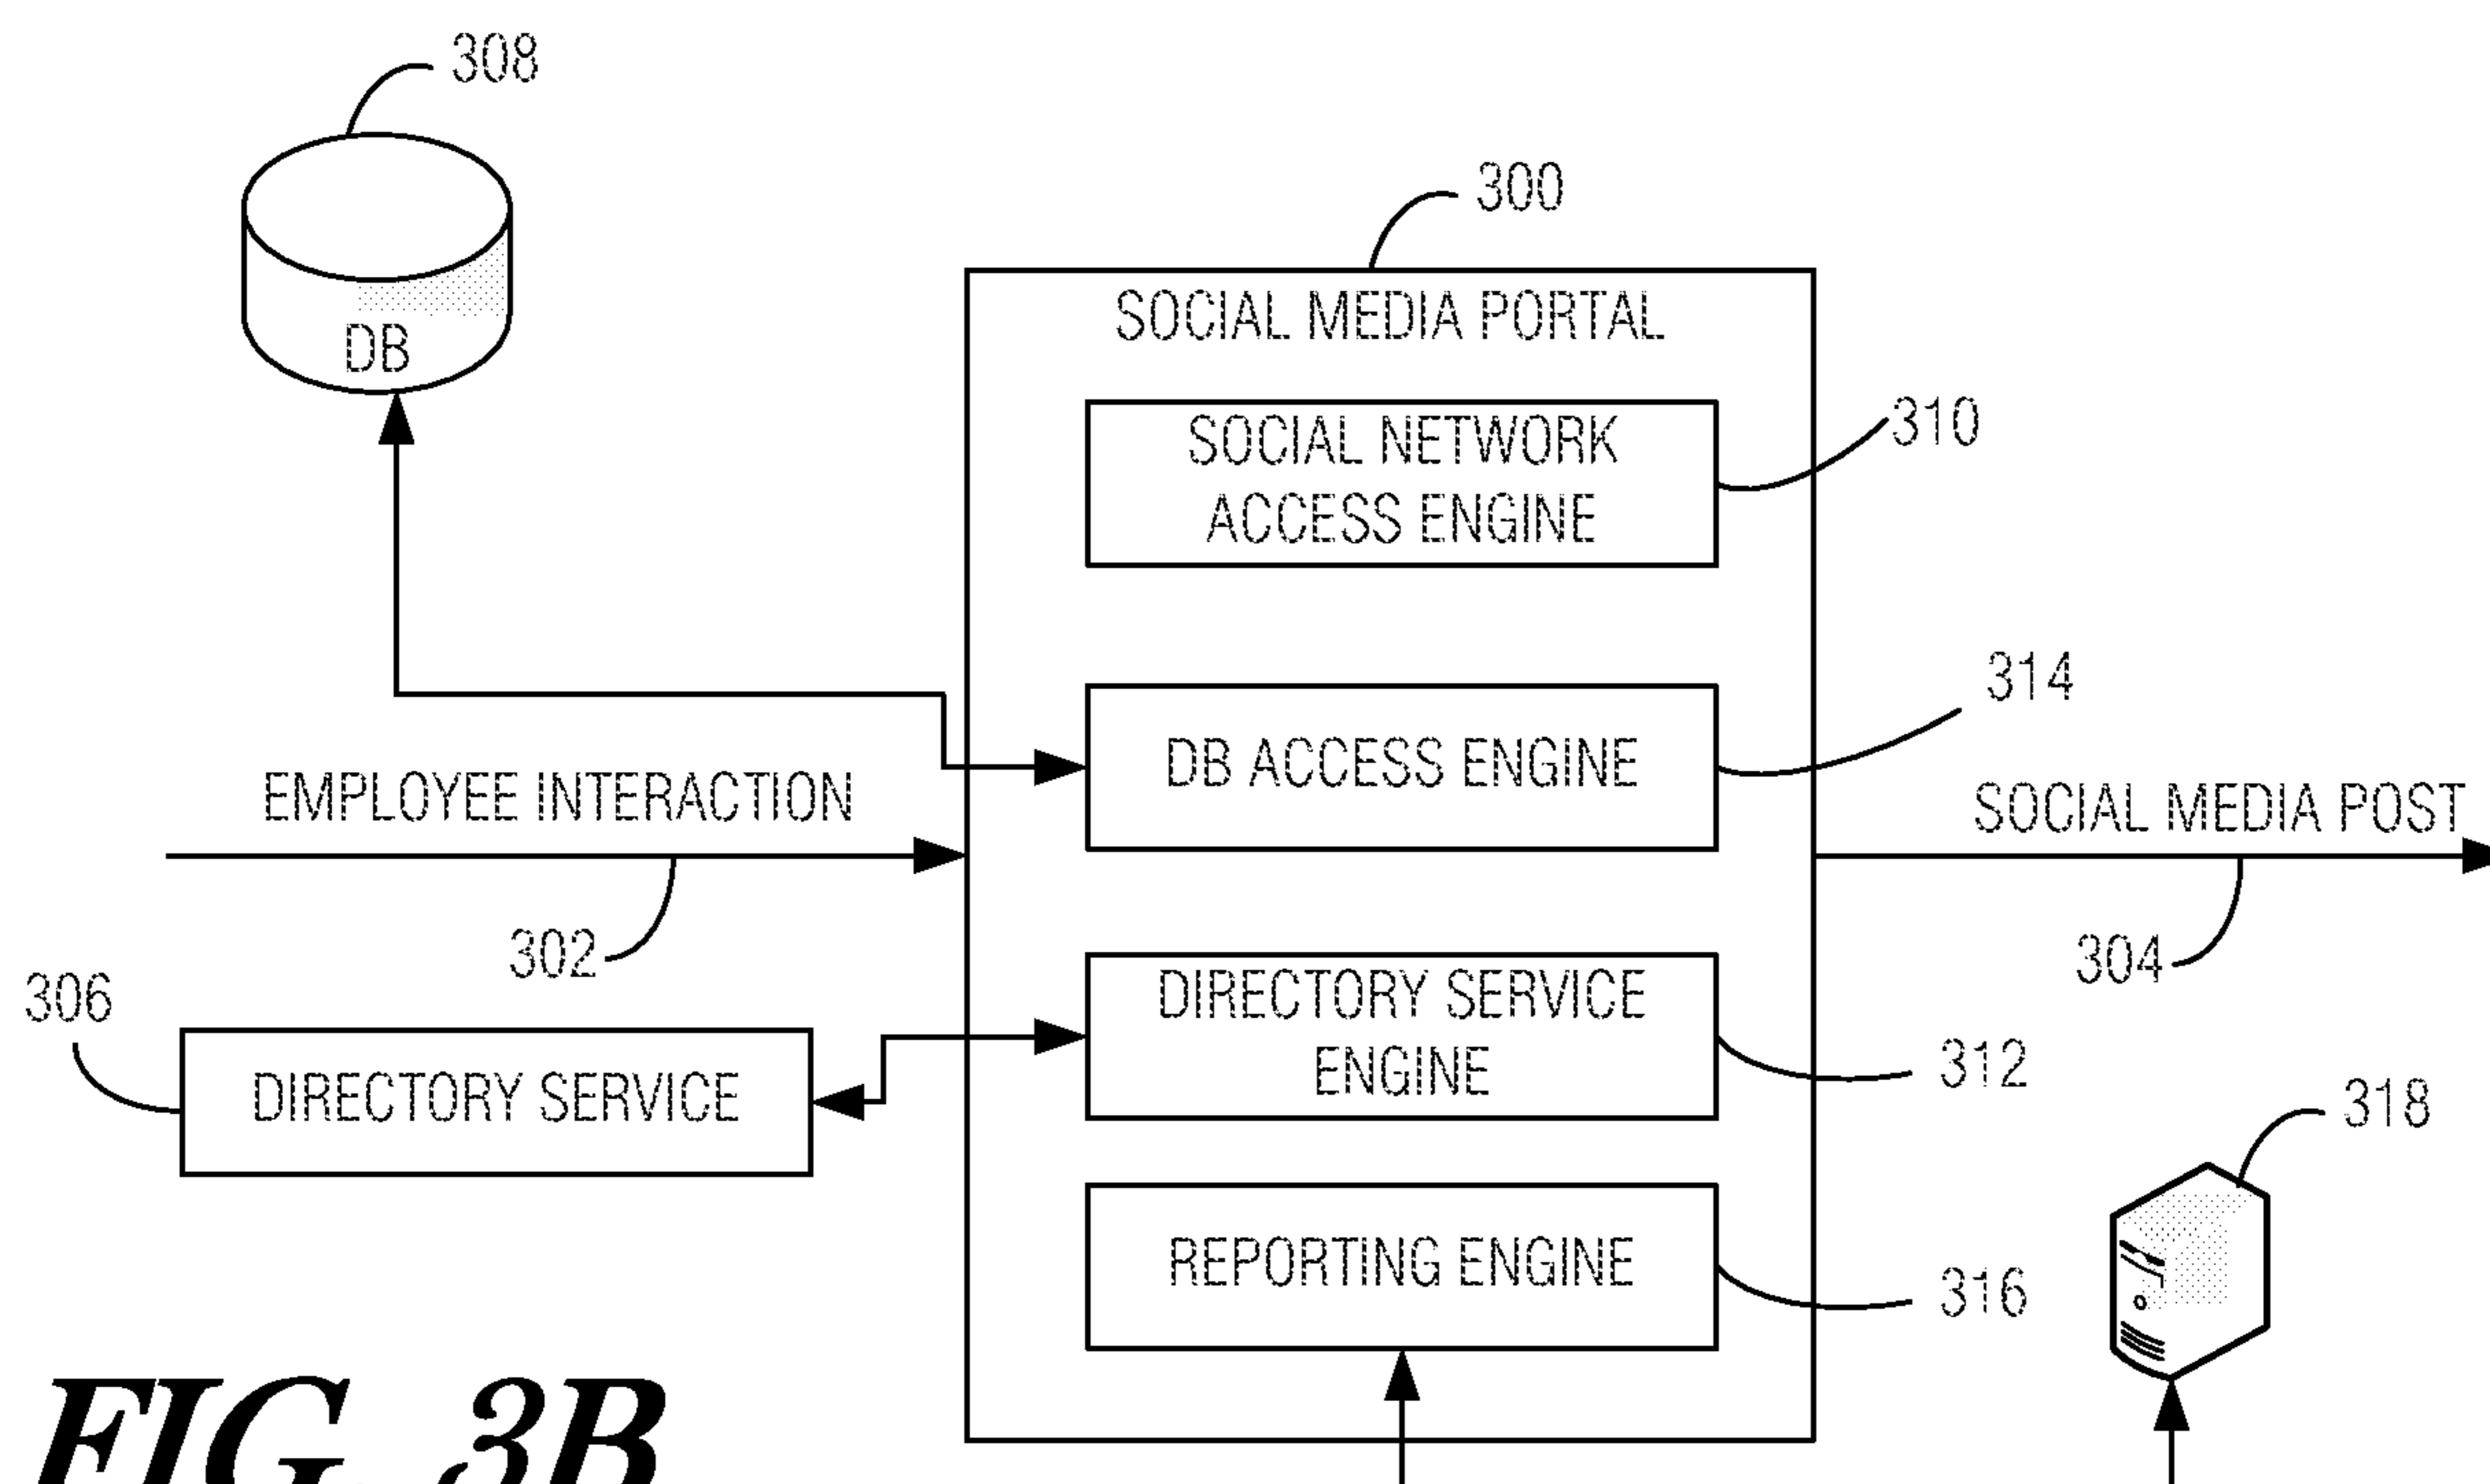 308
300
SOCIAL MEDIA PORTAL
DB
SOCIAL NETWORK
ACCESS ENGINE
310
314
DB ACCESS ENGINE
EMPLOYEE INTERACTION
SOCIAL MEDIA POST
302
304
306
DIRECTORY SERVICE
ENGINE
312
DIRECTORY SERVICE
318
REPORTING ENGINE
316
FIG. 3B